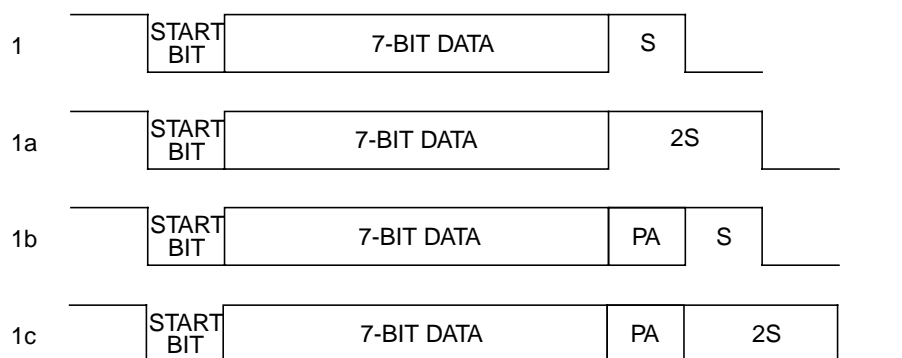 1 START BIT 7-BIT DATA S
1a START BIT 7-BIT DATA 2S
1b START BIT 7-BIT DATA PA S
1c START BIT 7-BIT DATA PA 2S